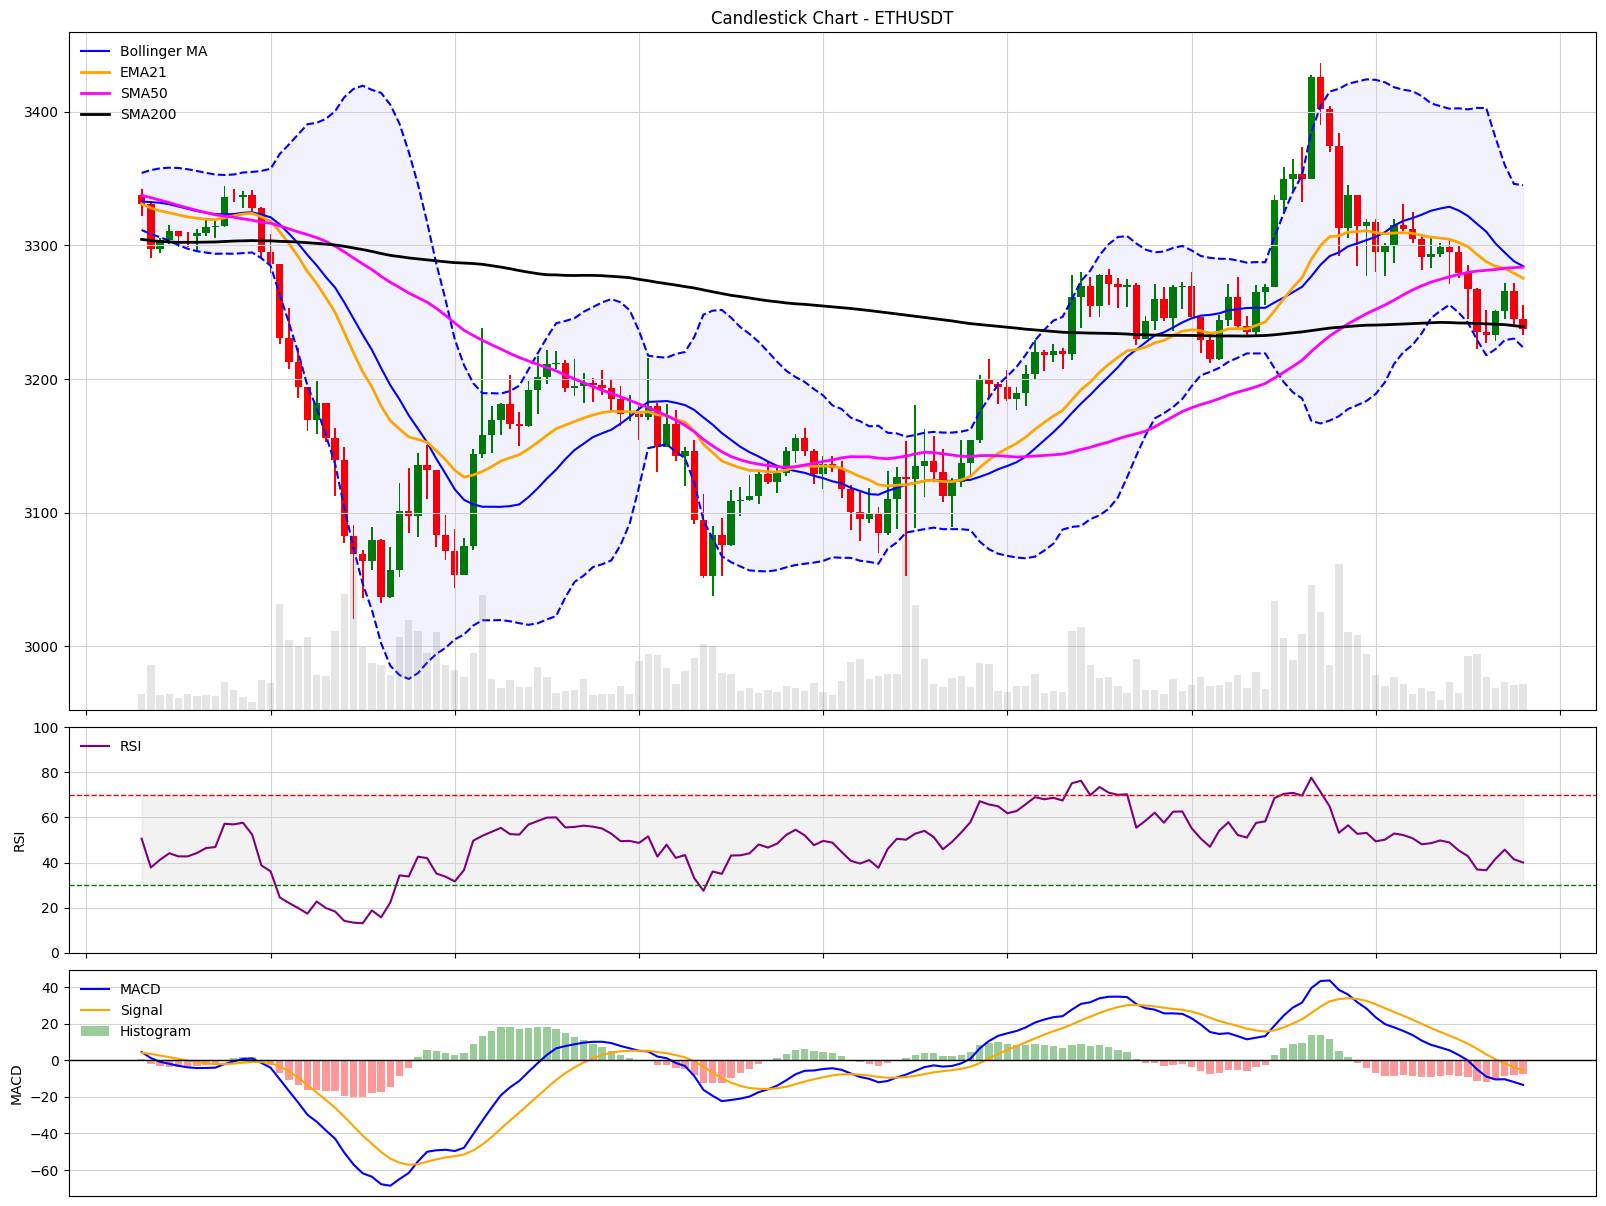 Candlestick Chart - ETHUSDT
Bollinger MA
EMA21
SMA50
SMA200
3400
3300
3200
3100
3000
RSI
100
80
60
40
20
0
RSI
MACD
Signal
Histogram
40
20
0
−20
−40
−60
MACD